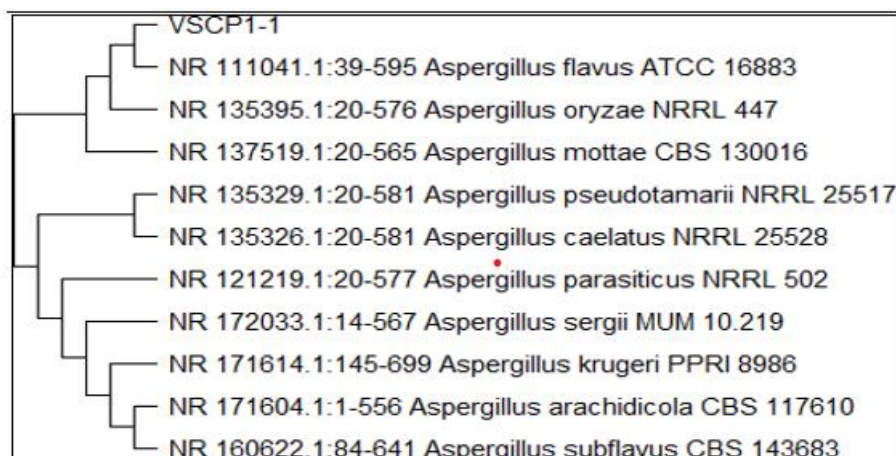 VSCP1-1
NR 111041.1:39-595 Aspergillus flavus ATCC 16883
NR 135395.1:20-576 Aspergillus oryzae NRRL 447
NR 137519.1:20-565 Aspergillus mottae CBS 130016
NR 135329.1:20-581 Aspergillus pseudotamarii NRRL 25517
NR 135326.1:20-581 Aspergillus caelatus NRRL 25528
NR 121219.1:20-577 Aspergillus parasiticus NRRL 502
NR 172033.1:14-567 Aspergillus sergii MUM 10.219
NR 171614.1:145-699 Aspergillus krugeri PPRI 8986
NR 171604.1:1-556 Aspergillus arachidicola CBS 117610
NR 160622.1:84-641 Aspergillus subflavus CBS 143683